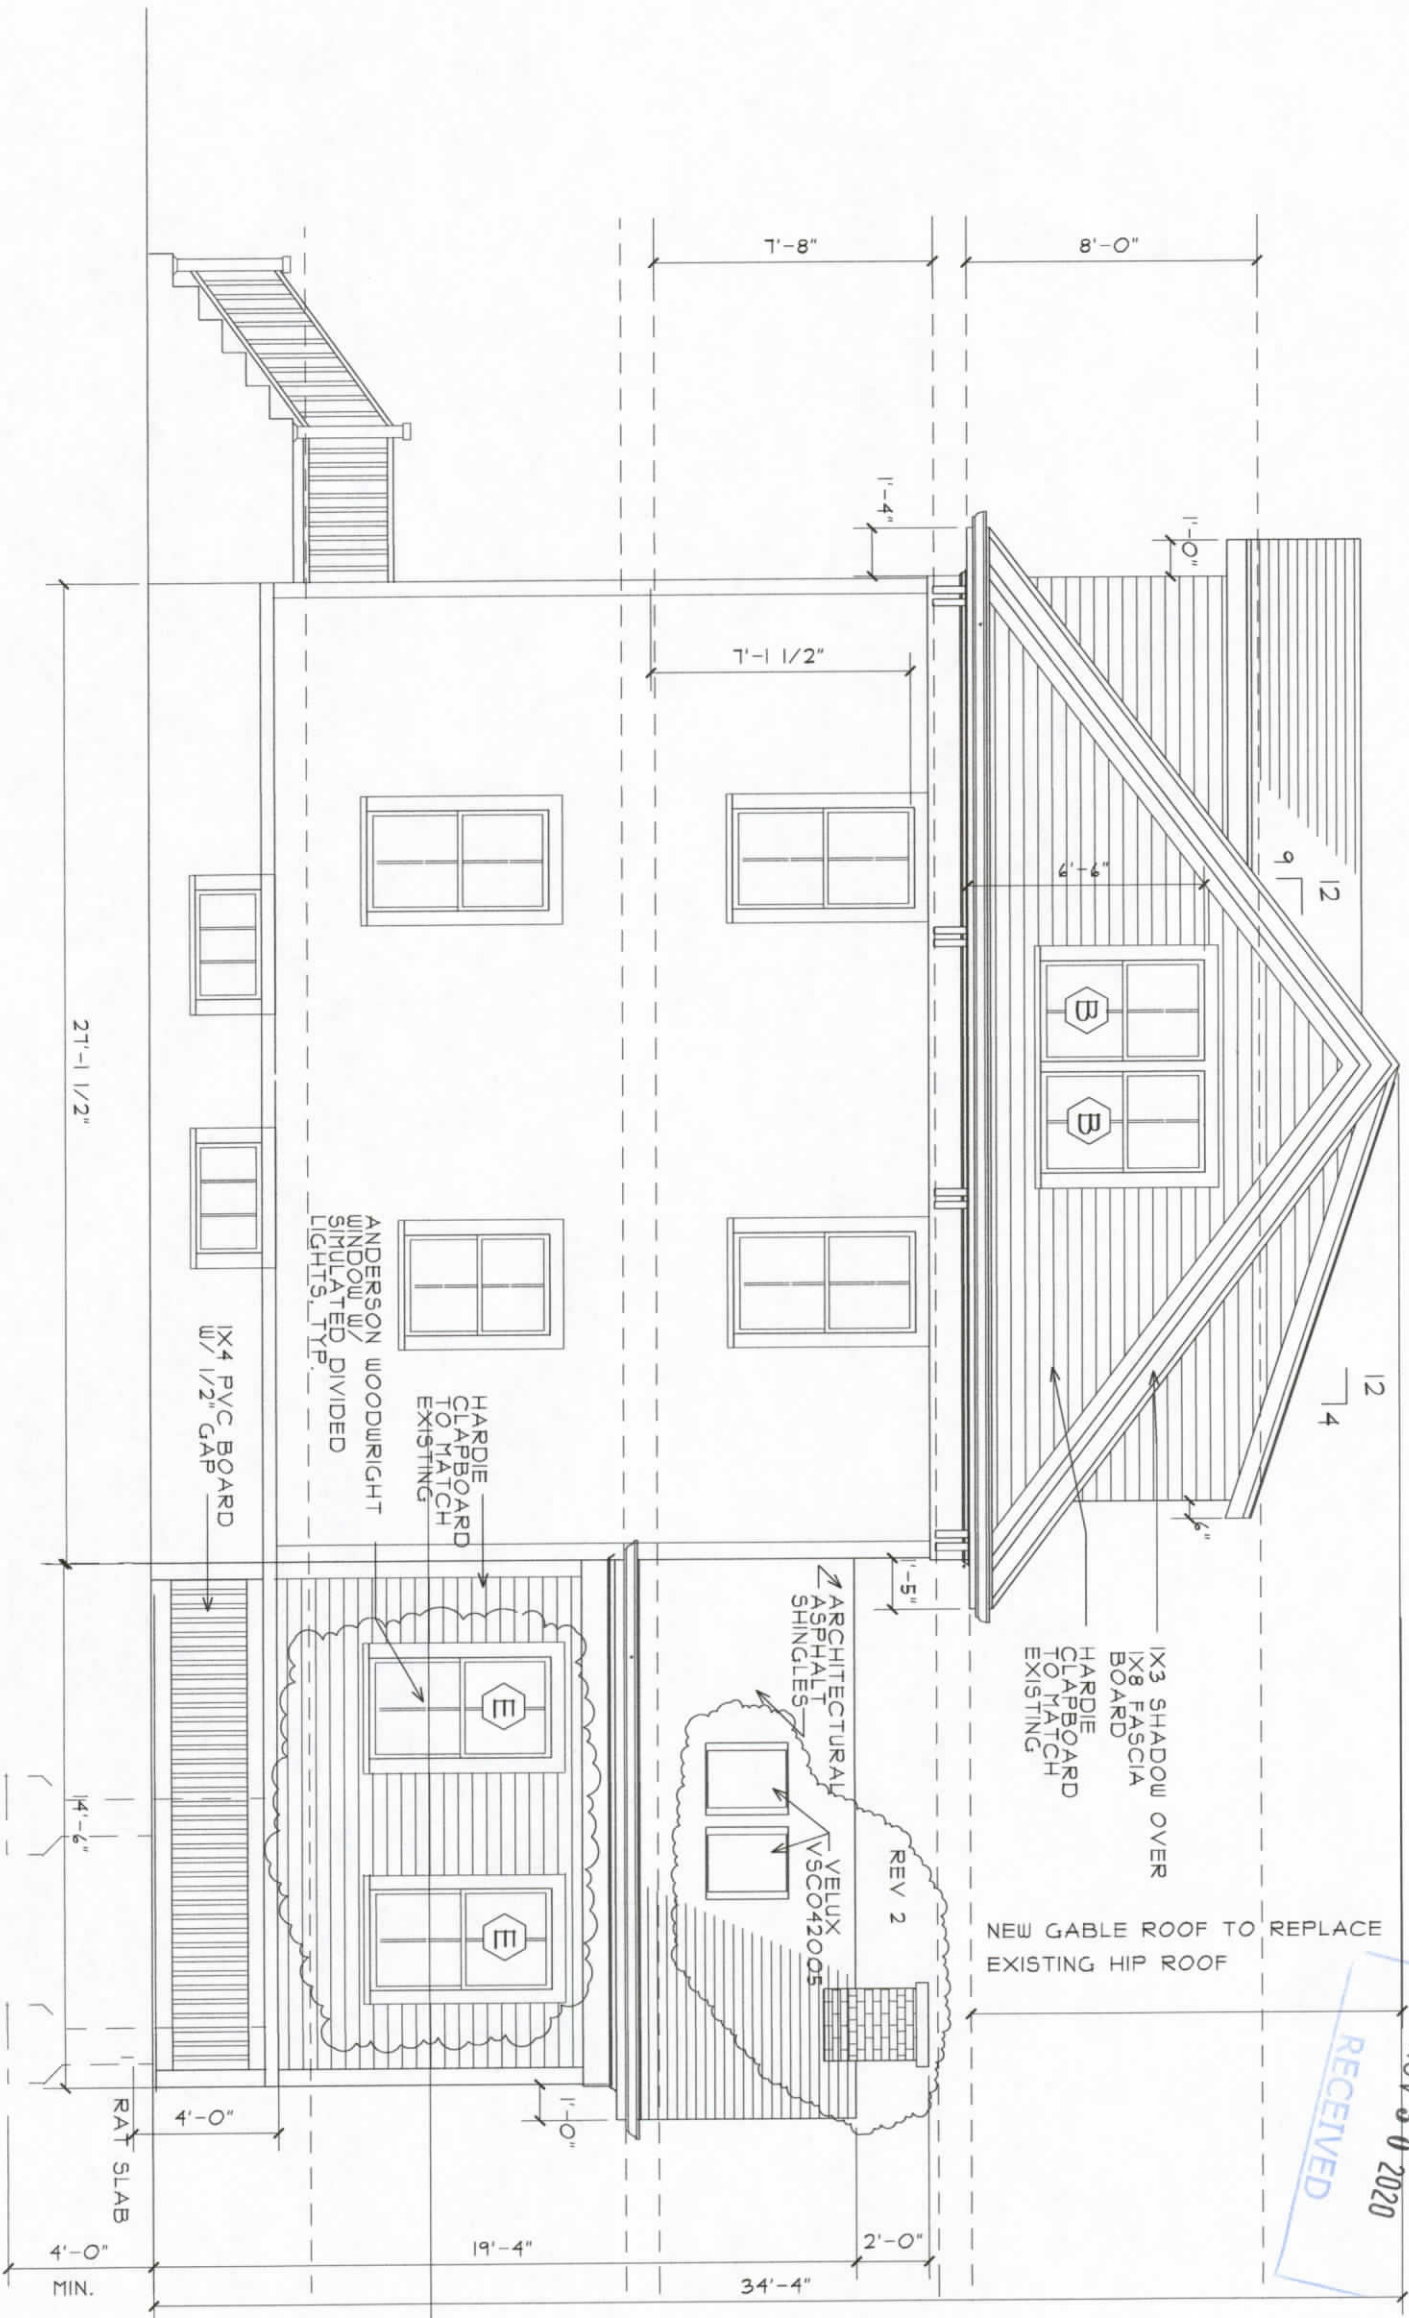 7'-8"
8'-0"
1'-4"
1'-0"
7'-1 1/2"
12
9
6'-6"
B
B
27'-1 1/2"
ANDERSON WOODWRIGHT
WINDOW W/
SIMULATED DIVIDED
LIGHTS, TYP.
1X4 PVC BOARD
W/ 1/2" GAP
HARDIE
CLAPBOARD
TO MATCH
EXISTING
12
4
6"
1'-5"
ARCHITECTURAL
ASPHALT
SHINGLES
1X3 SHADOW OVER
1X8 FASCIA
BOARD
HARDIE
CLAPBOARD
TO MATCH
EXISTING
E
E
VELUX
VSC042005
REV 2
NEW GABLE ROOF TO REPLACE
EXISTING HIP ROOF
14'-6"
4'-0"
RAT SLAB
1'-0"
4'-0"
MIN.
19'-4"
2'-0"
34'-4"
2020
RECEIVED